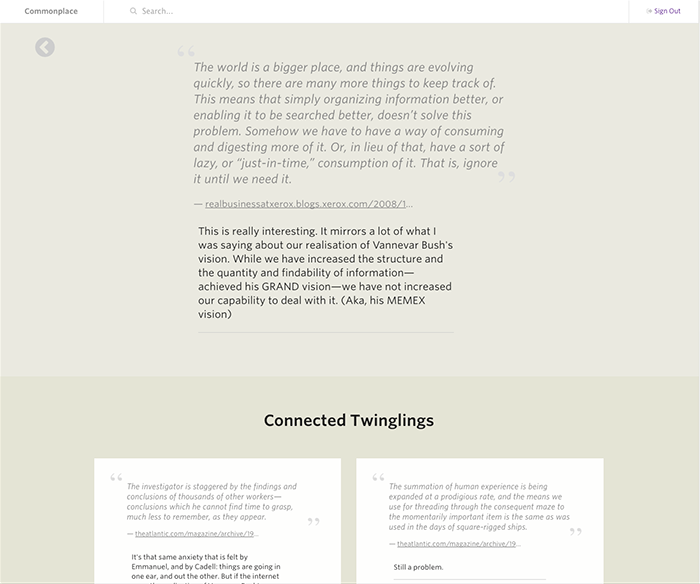 Commonplace
Search...
Sign Out
“
The world is a bigger place, and things are evolving
quickly, so there are many more things to keep track of.
This means that simply organizing information better, or
enabling it to be searched better, doesn’t solve this
problem. Somehow we have to have a way of consuming
and digesting more of it. Or, in lieu of that, have a sort of
lazy, or “just-in-time,” consumption of it. That is, ignore
it until we need it.
”
— realbusinessatxerox.blogs.xerox.com/2008/1...
This is really interesting. It mirrors a lot of what I
was saying about our realisation of Vannevar Bush's
vision. While we have increased the structure and
the quantity and findability of information—
achieved his GRAND vision—we have not increased
our capability to deal with it. (Aka, his MEMEX
vision)
Connected Twinglings
“
The investigator is staggered by the findings and
conclusions of thousands of other workers—
conclusions which he cannot find time to grasp,
much less to remember, as they appear.
”
— theatlantic.com/magazine/archive/19...
It's that same anxiety that is felt by
Emmanuel, and by Cadell: things are going in
one ear, and out the other. But if the internet
“
The summation of human experience is being
expanded at a prodigious rate, and the means we
use for threading through the consequent maze to
the momentarily important item is the same as was
used in the days of square-rigged ships.
”
— theatlantic.com/magazine/archive/19...
Still a problem.